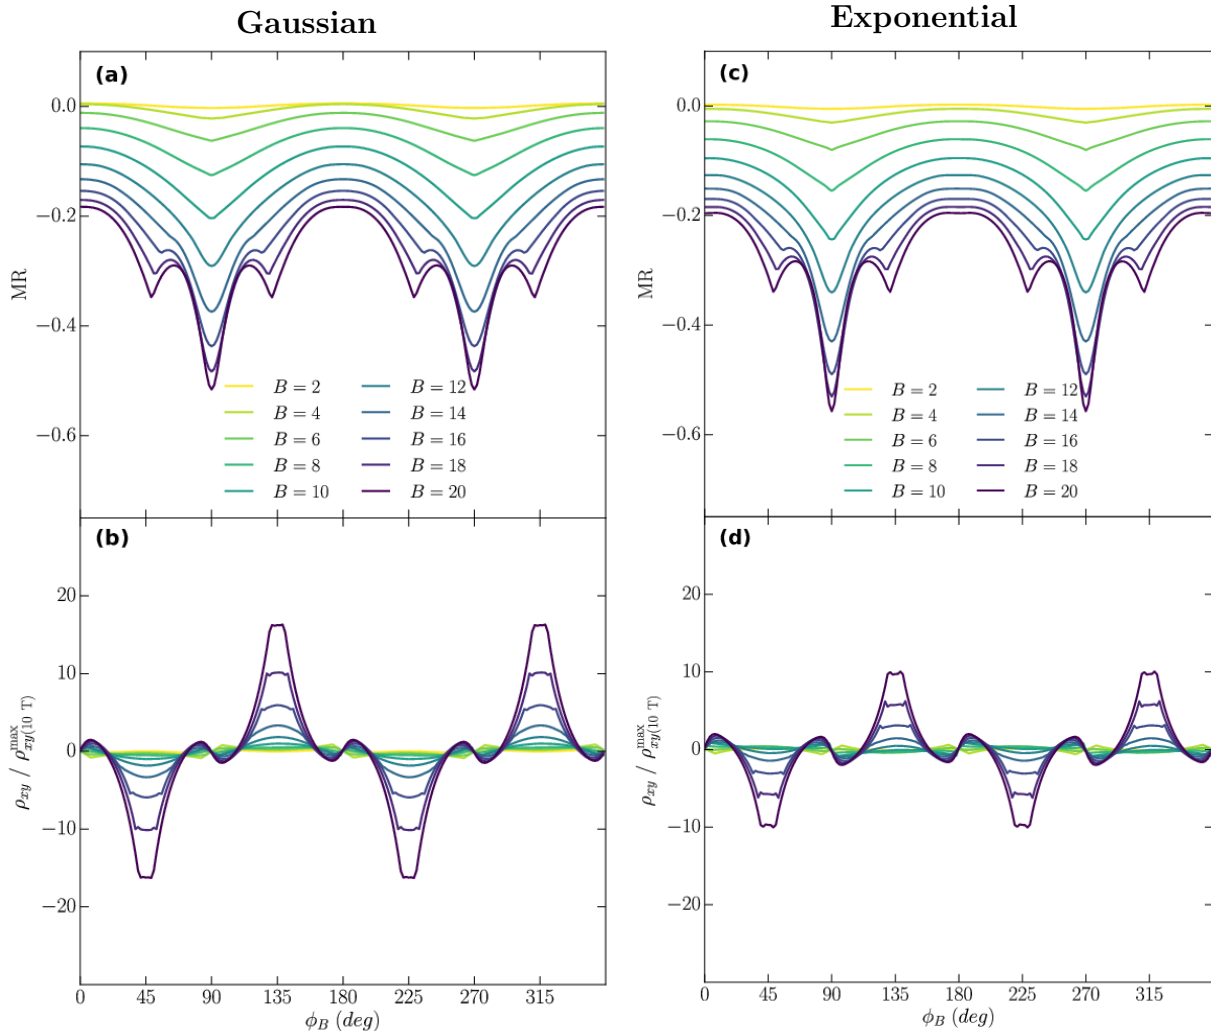 Gaussian
(a)
0.0
−0.2
−0.4
−0.6
MR
B = 2
B = 4
B = 6
B = 8
B = 10
B = 12
B = 14
B = 16
B = 18
B = 20
(b)
20
10
0
−10
−20
ρxy / ρxy(10 T)max
0 45 90 135 180 225 270 315
ϕB (deg)
Exponential
(c)
0.0
−0.2
−0.4
−0.6
MR
B = 2
B = 4
B = 6
B = 8
B = 10
B = 12
B = 14
B = 16
B = 18
B = 20
(d)
20
10
0
−10
−20
ρxy / ρxy(10 T)max
0 45 90 135 180 225 270 315
ϕB (deg)